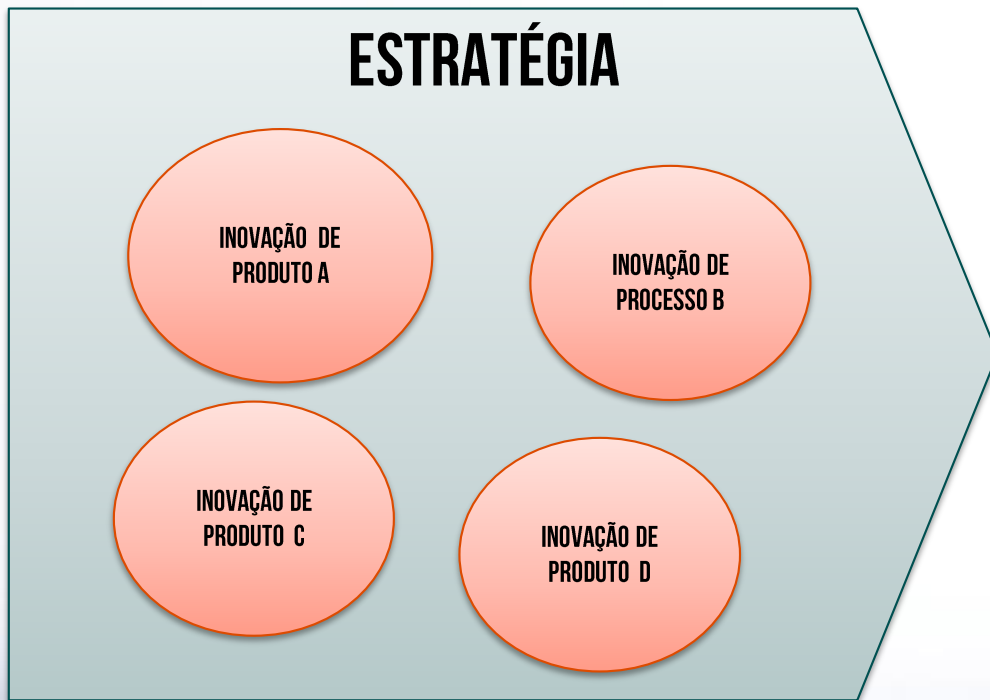 ESTRATÉGIA
INOVAÇÃO DE
PRODUTO A
INOVAÇÃO DE
PROCESSO B
INOVAÇÃO DE
PRODUTO C
INOVAÇÃO DE
PRODUTO D